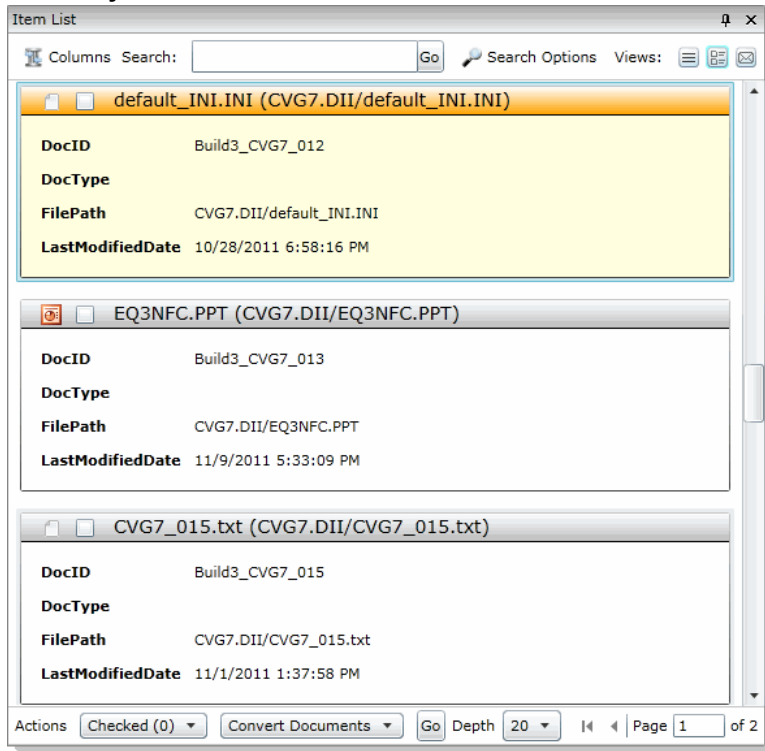 Item List
Columns Search: Go Search Options Views:
default_INI.INI (CVG7.DII/default_INI.INI)
DocID Build3_CVG7_012
DocType
FilePath CVG7.DII/default_INI.INI
LastModifiedDate 10/28/2011 6:58:16 PM
EQ3NFC.PPT (CVG7.DII/EQ3NFC.PPT)
DocID Build3_CVG7_013
DocType
FilePath CVG7.DII/EQ3NFC.PPT
LastModifiedDate 11/9/2011 5:33:09 PM
CVG7_015.txt (CVG7.DII/CVG7_015.txt)
DocID Build3_CVG7_015
DocType
FilePath CVG7.DII/CVG7_015.txt
LastModifiedDate 11/1/2011 1:37:58 PM
Actions Checked (0) Convert Documents Go Depth 20 Page 1 of 2